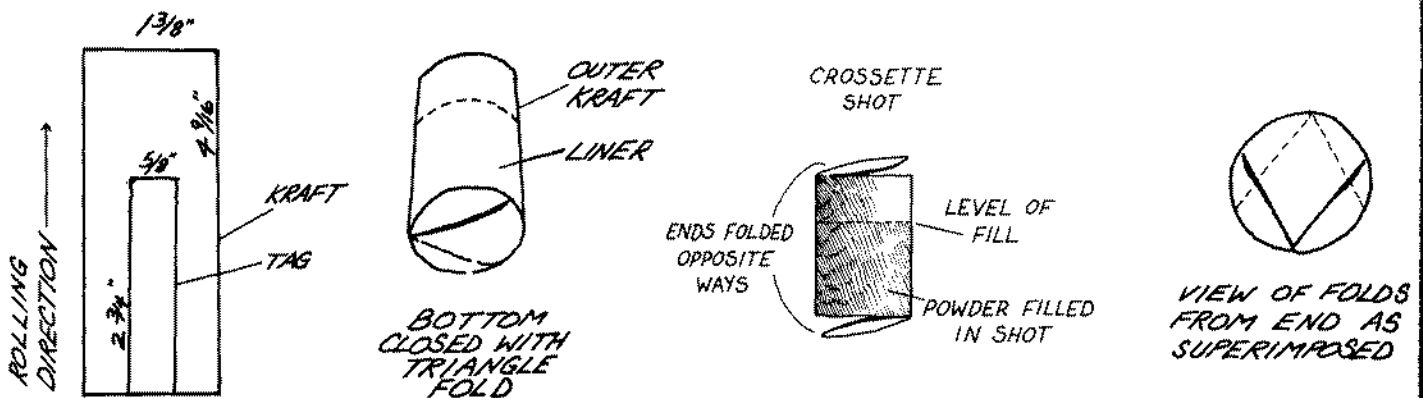 1 3/8"
4 9/16"
5/8"
KRAFT
TAG
2 3/4"
ROLLING
DIRECTION
OUTER
KRAFT
LINER
BOTTOM
CLOSED WITH
TRIANGLE
FOLD
CROSSETTE
SHOT
ENDS FOLDED
OPPOSITE
WAYS
LEVEL OF
FILL
POWDER FILLED
IN SHOT
VIEW OF FOLDS
FROM END AS
SUPERIMPOSED